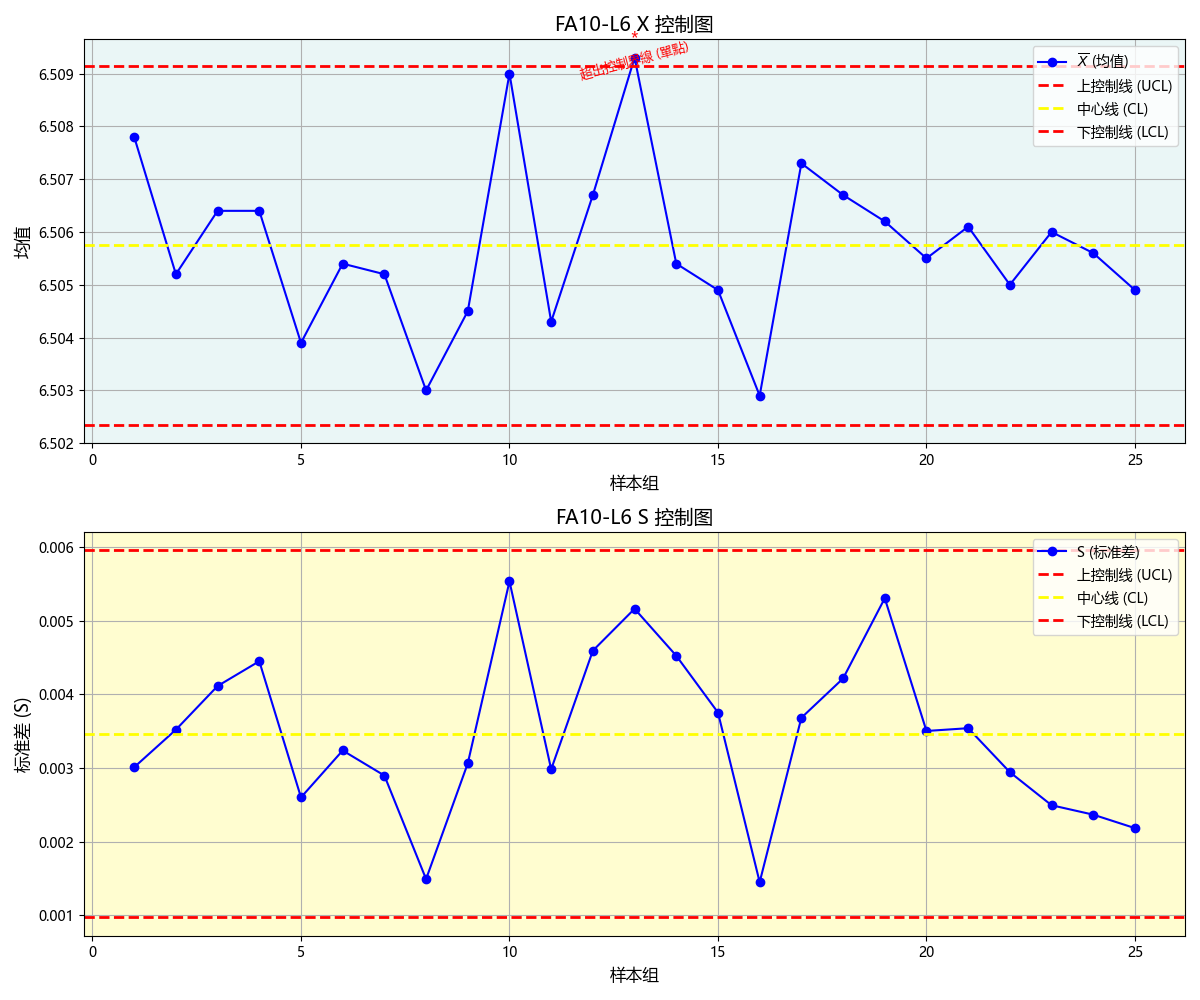 FA10-L6 X 控制图
*
超出控制界線 (單點)
X̅ (均值)
上控制线 (UCL)
中心线 (CL)
下控制线 (LCL)
均值
6.509
6.508
6.507
6.506
6.505
6.504
6.503
6.502
0 5 10 15 20 25
样本组
FA10-L6 S 控制图
S (标准差)
上控制线 (UCL)
中心线 (CL)
下控制线 (LCL)
标准差 (S)
0.006
0.005
0.004
0.003
0.002
0.001
0 5 10 15 20 25
样本组